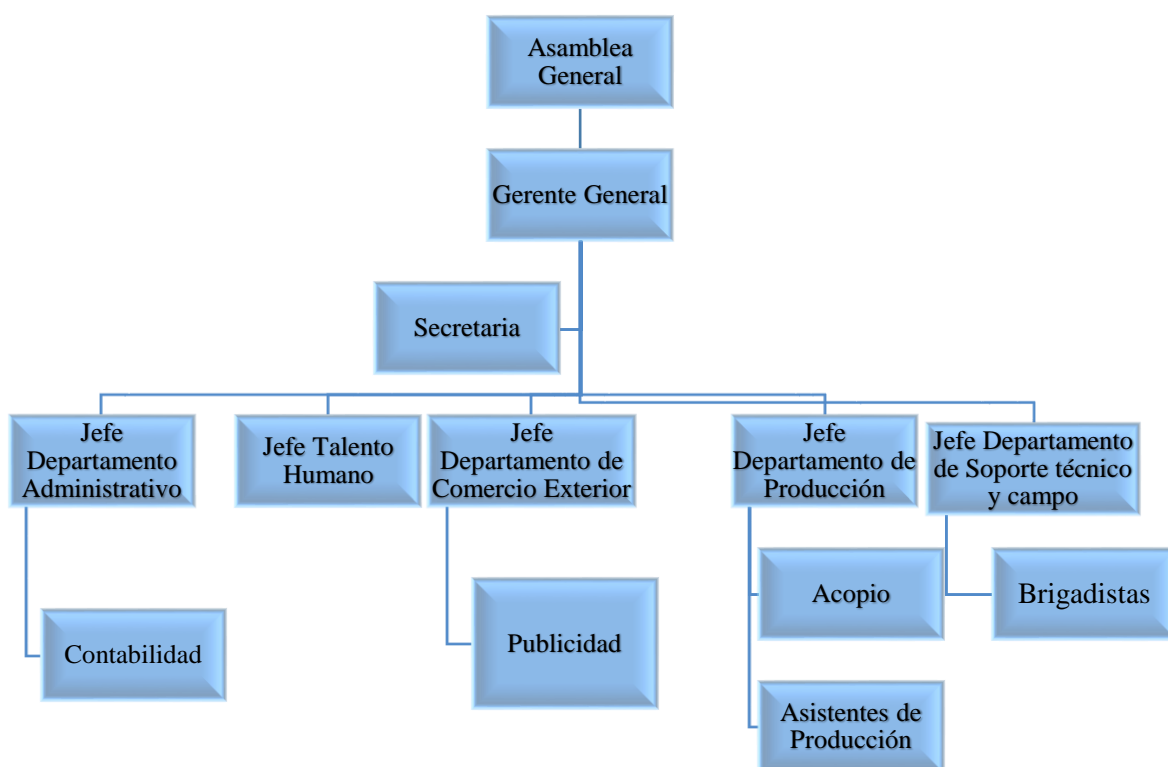 Asamblea
General
Gerente General
Secretaria
Jefe
Departamento
Administrativo
Jefe Talento
Humano
Jefe
Departamento de
Comercio Exterior
Jefe
Departamento de
Producción
Jefe Departamento
de Soporte técnico
y campo
Contabilidad
Publicidad
Acopio
Brigadistas
Asistentes de
Producción